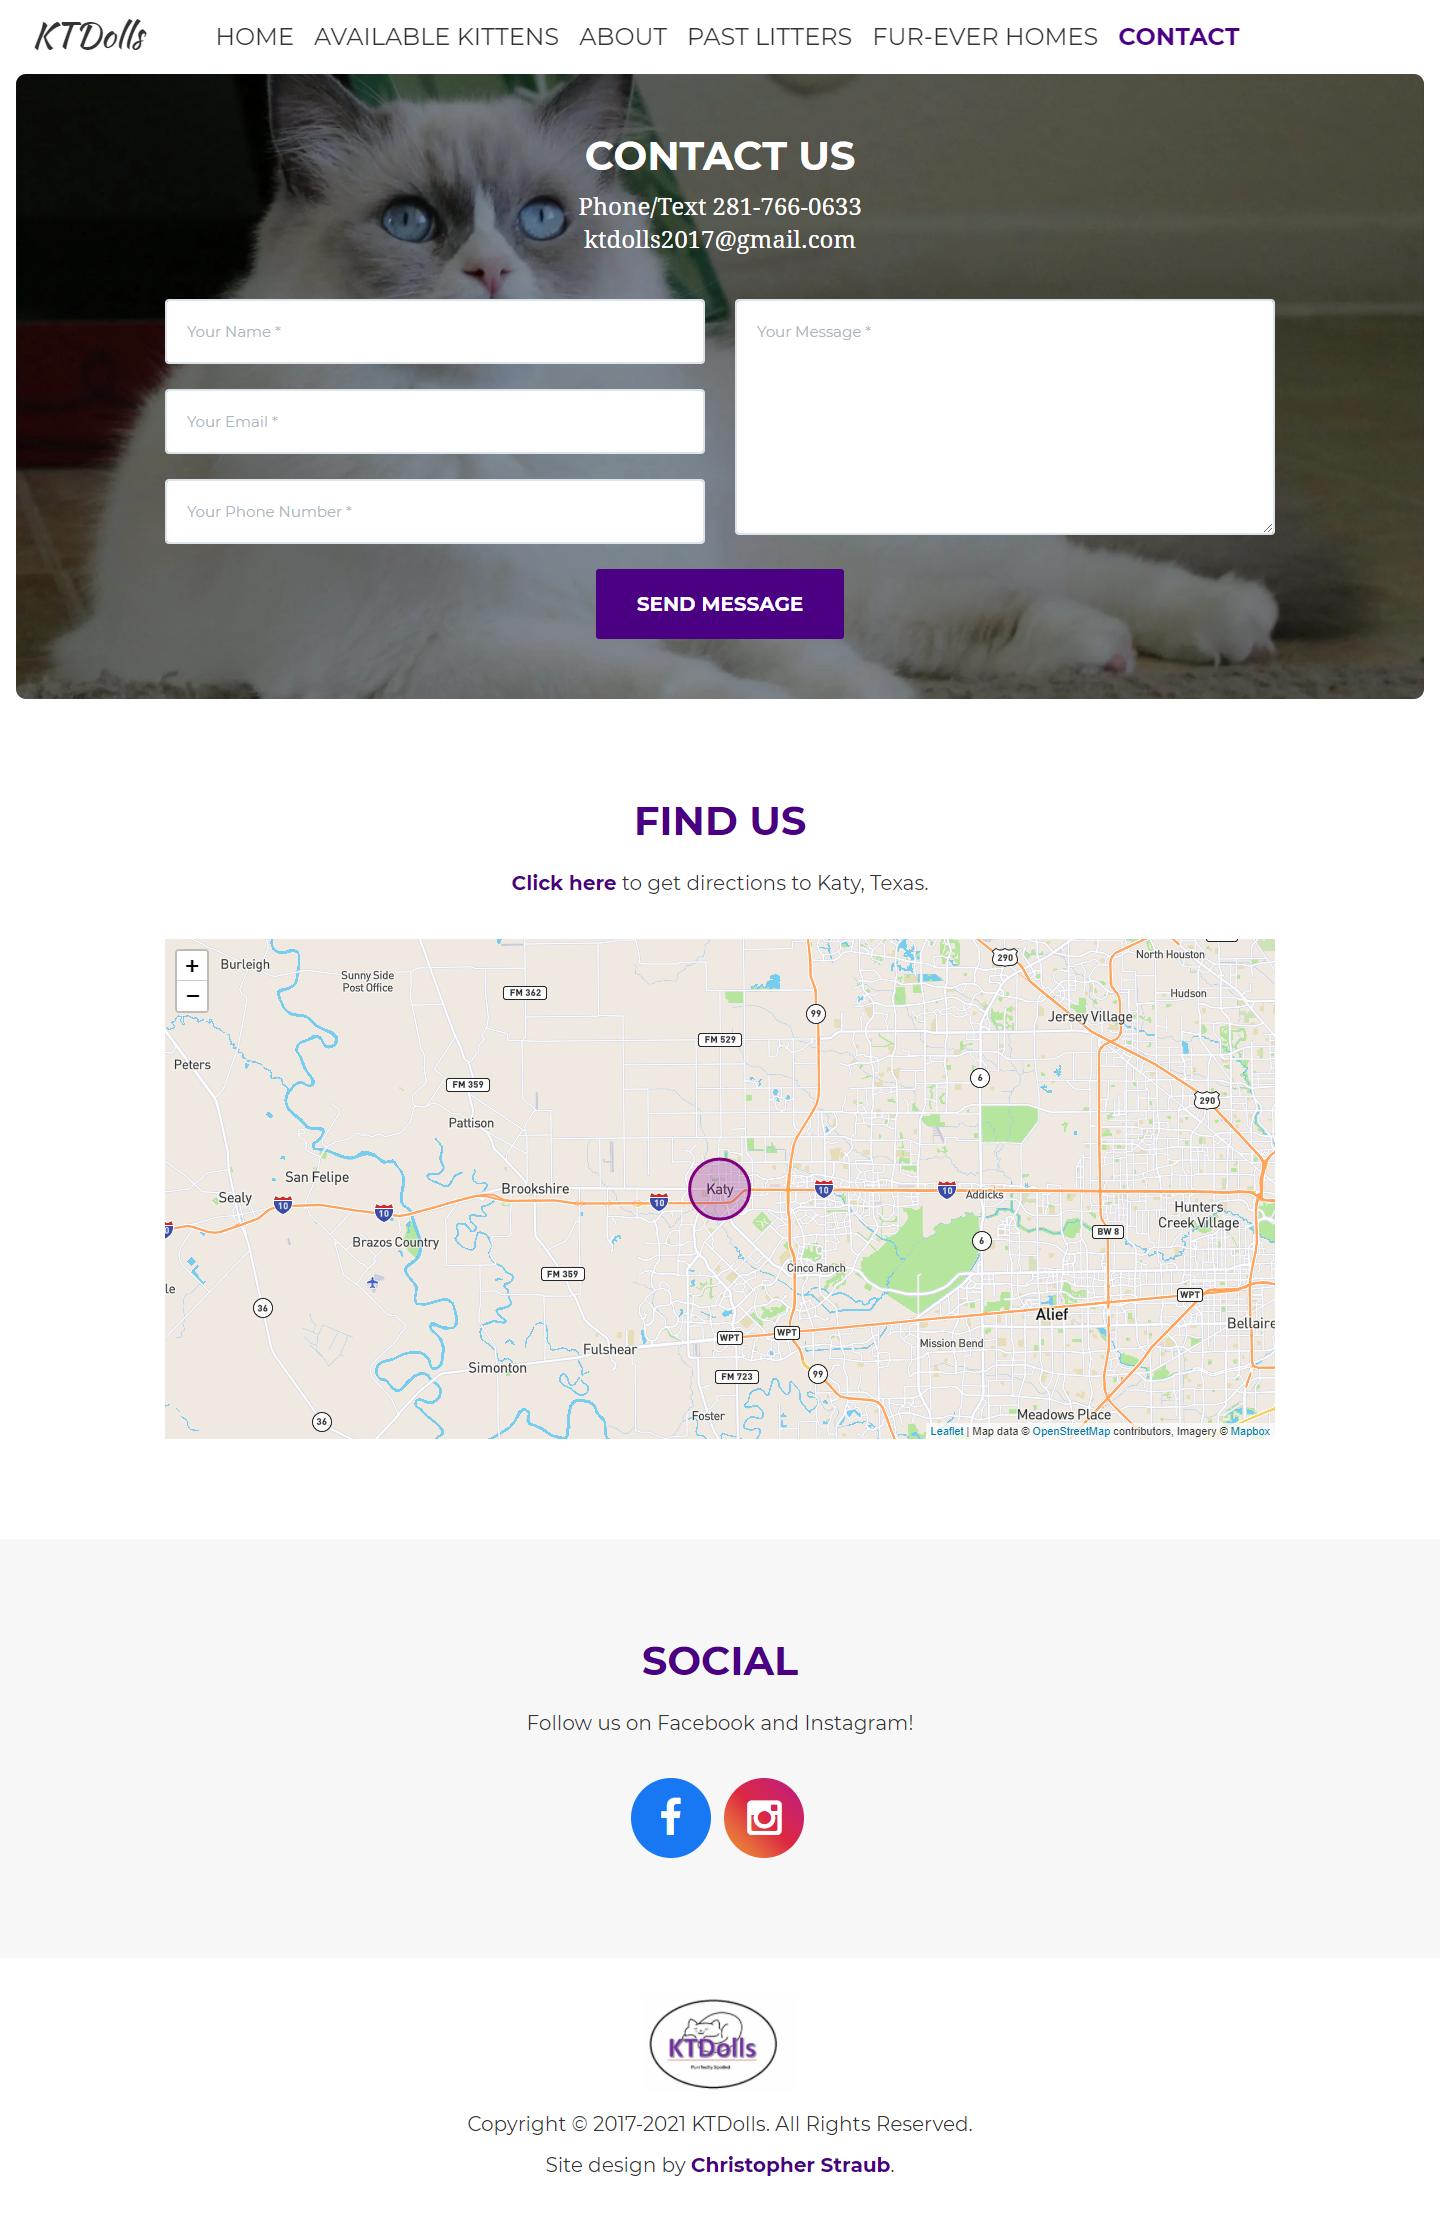 KTDolls
HOME AVAILABLE KITTENS ABOUT PAST LITTERS FUR-EVER HOMES CONTACT
CONTACT US
Phone/Text 281-766-0633
ktdolls2017@gmail.com
Your Name *
Your Message *
Your Email *
Your Phone Number *
SEND MESSAGE
FIND US
Click here to get directions to Katy, Texas.
+
−
Burleigh
Sunny Side
Post Office
FM 362
290
North Houston
Hudson
99
Jersey Village
FM 529
Peters
FM 359
6
290
Pattison
San Felipe
Sealy
10
10
Brookshire
10
Katy
10
10
Addicks
Hunters
Creek Village
BW 8
Brazos Country
6
Cinco Ranch
FM 359
le
36
WPT
Alief
Bellaire
WPT
WPT
Fulshear
Mission Bend
Simonton
FM 723
99
Foster
36
Meadows Place
Leaflet | Map data © OpenStreetMap contributors, Imagery © Mapbox
SOCIAL
Follow us on Facebook and Instagram!
f
KTDolls
Purrfectly Spoiled
Copyright © 2017-2021 KTDolls. All Rights Reserved.
Site design by Christopher Straub.